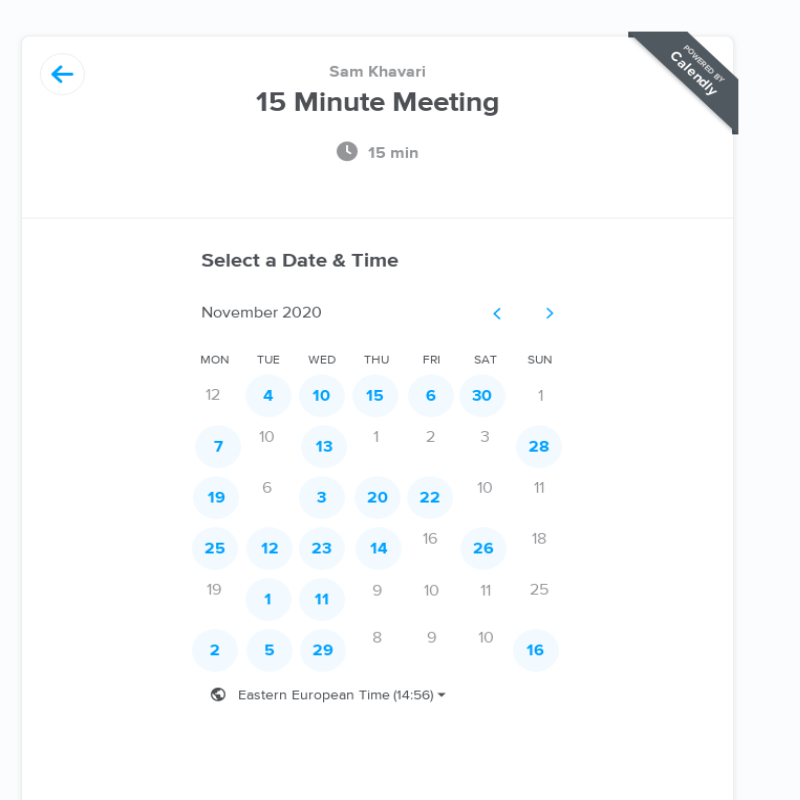 POWERED BY
Calendly
Sam Khavari
15 Minute Meeting
15 min
Select a Date & Time
November 2020
MON TUE WED THU FRI SAT SUN
12 4 10 15 6 30 1
7 10 13 1 2 3 28
19 6 3 20 22 10 11
25 12 23 14 16 26 18
19 1 11 9 10 11 25
2 5 29 8 9 10 16
Eastern European Time (14:56)